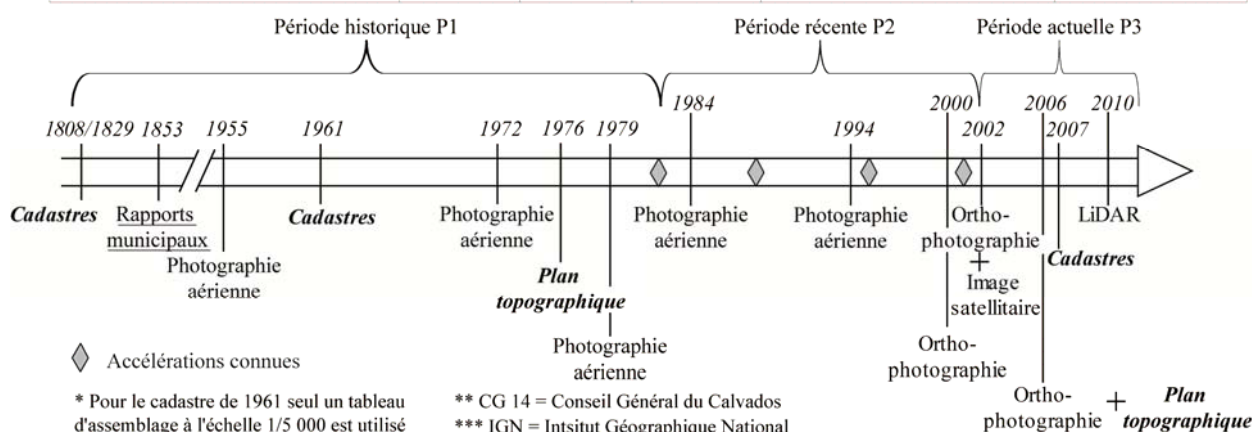 Période historique P1
Période récente P2
Période actuelle P3
1808/1829
1853
1955
1961
1972
1976
1979
1984
1994
2000
2002
2006
2007
2010
Cadastres
Rapports
municipaux
Photographie
aérienne
Cadastres
Photographie
aérienne
Plan
topographique
Photographie
aérienne
Photographie
aérienne
Photographie
aérienne
Ortho-
photographie
Ortho-
photographie
+
Image
satellitaire
Ortho-
photographie
+
Plan
topographique
Cadastres
LiDAR
Accélérations connues
* Pour le cadastre de 1961 seul un tableau
d'assemblage à l'échelle 1/5 000 est utilisé
** CG 14 = Conseil Général du Calvados
*** IGN = Intsitut Géographique National